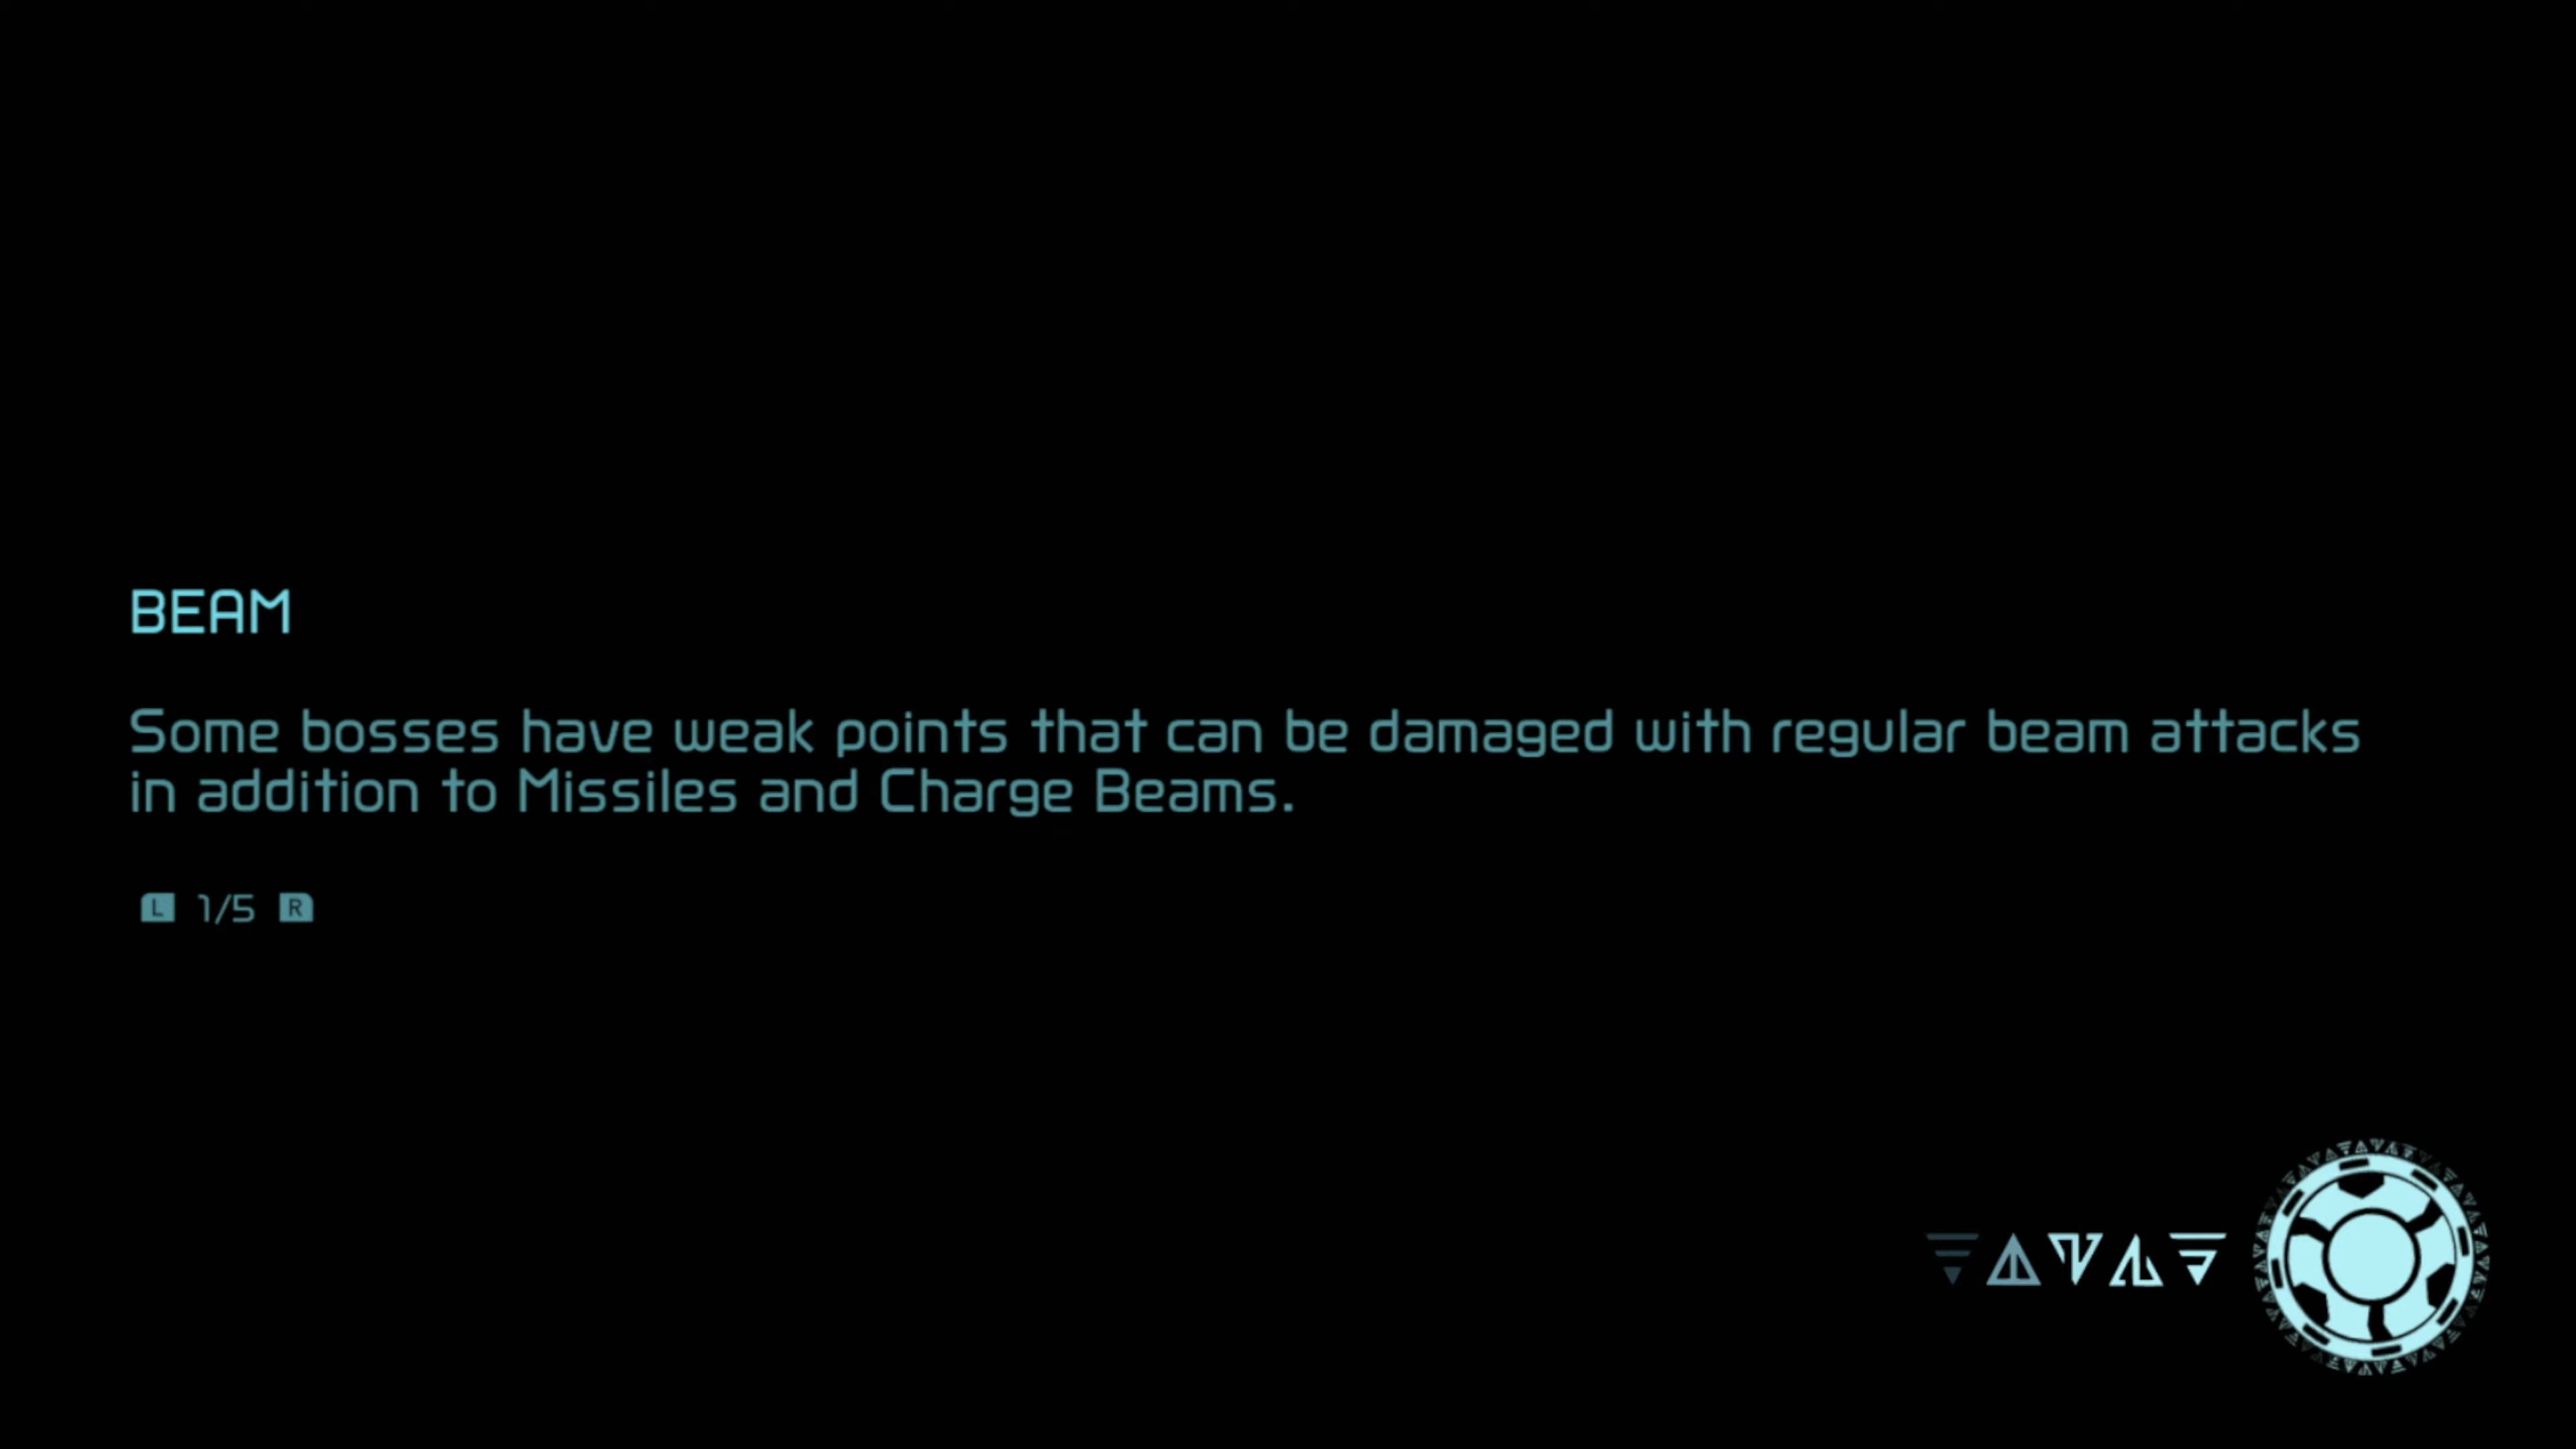 BEAM
Some bosses have weak points that can be damaged with regular beam attacks
in addition to Missiles and Charge Beams.
L 1/5 R